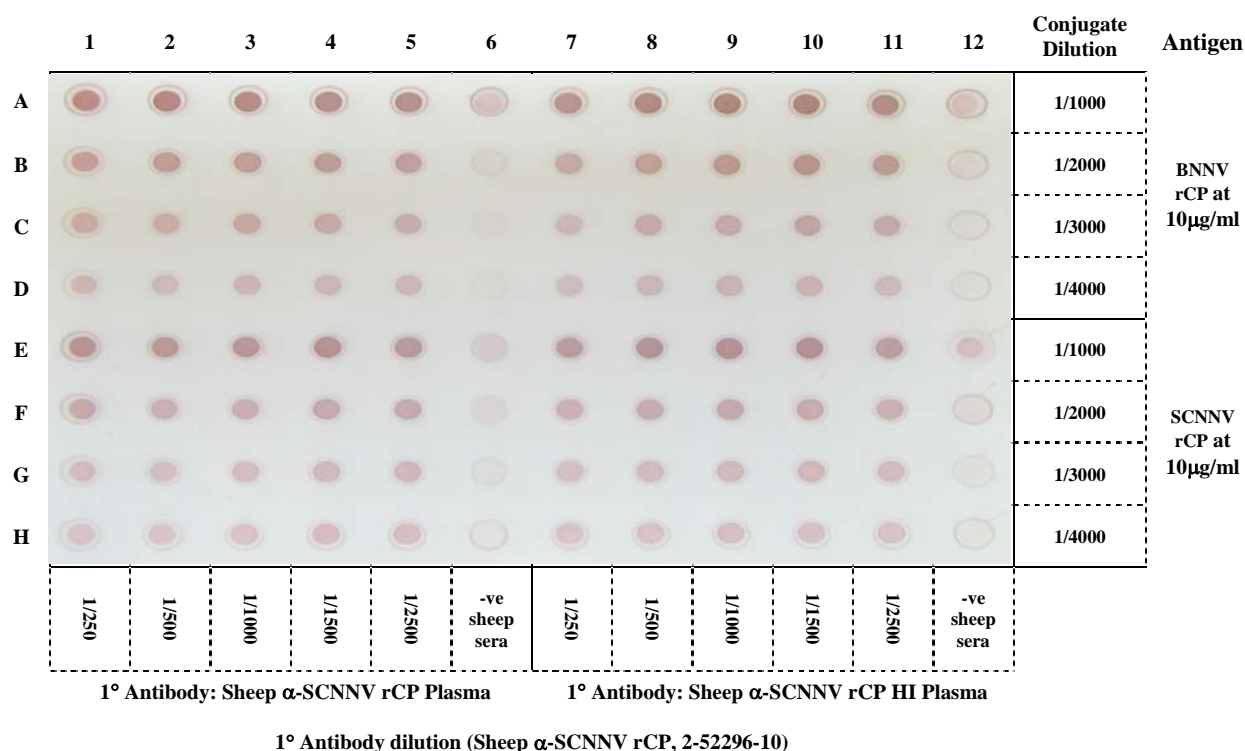 1 2 3 4 5 6 7 8 9 10 11 12 Conjugate
Dilution Antigen
A 1/1000
B 1/2000
C 1/3000
D 1/4000
BNNV
rCP at
10µg/ml
E 1/1000
F 1/2000
G 1/3000
H 1/4000
SCNNV
rCP at
10µg/ml
1/250 1/500 1/1000 1/1500 1/2500 -ve
sheep
sera
1/250 1/500 1/1000 1/1500 1/2500 -ve
sheep
sera
1° Antibody: Sheep α-SCNNV rCP Plasma 1° Antibody: Sheep α-SCNNV rCP HI Plasma
1° Antibody dilution (Sheep α-SCNNV rCP, 2-52296-10)